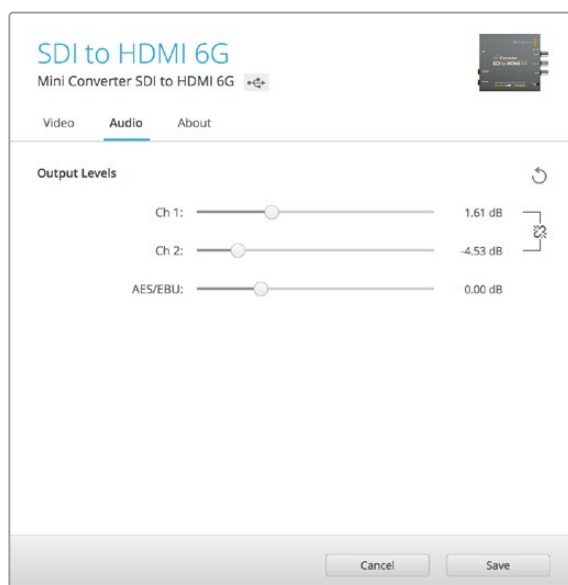 SDI to HDMI 6G
Mini Converter SDI to HDMI 6G
Video Audio About
Output Levels
Ch 1: 1.61 dB
Ch 2: -4.53 dB
AES/EBU: 0.00 dB
Cancel Save